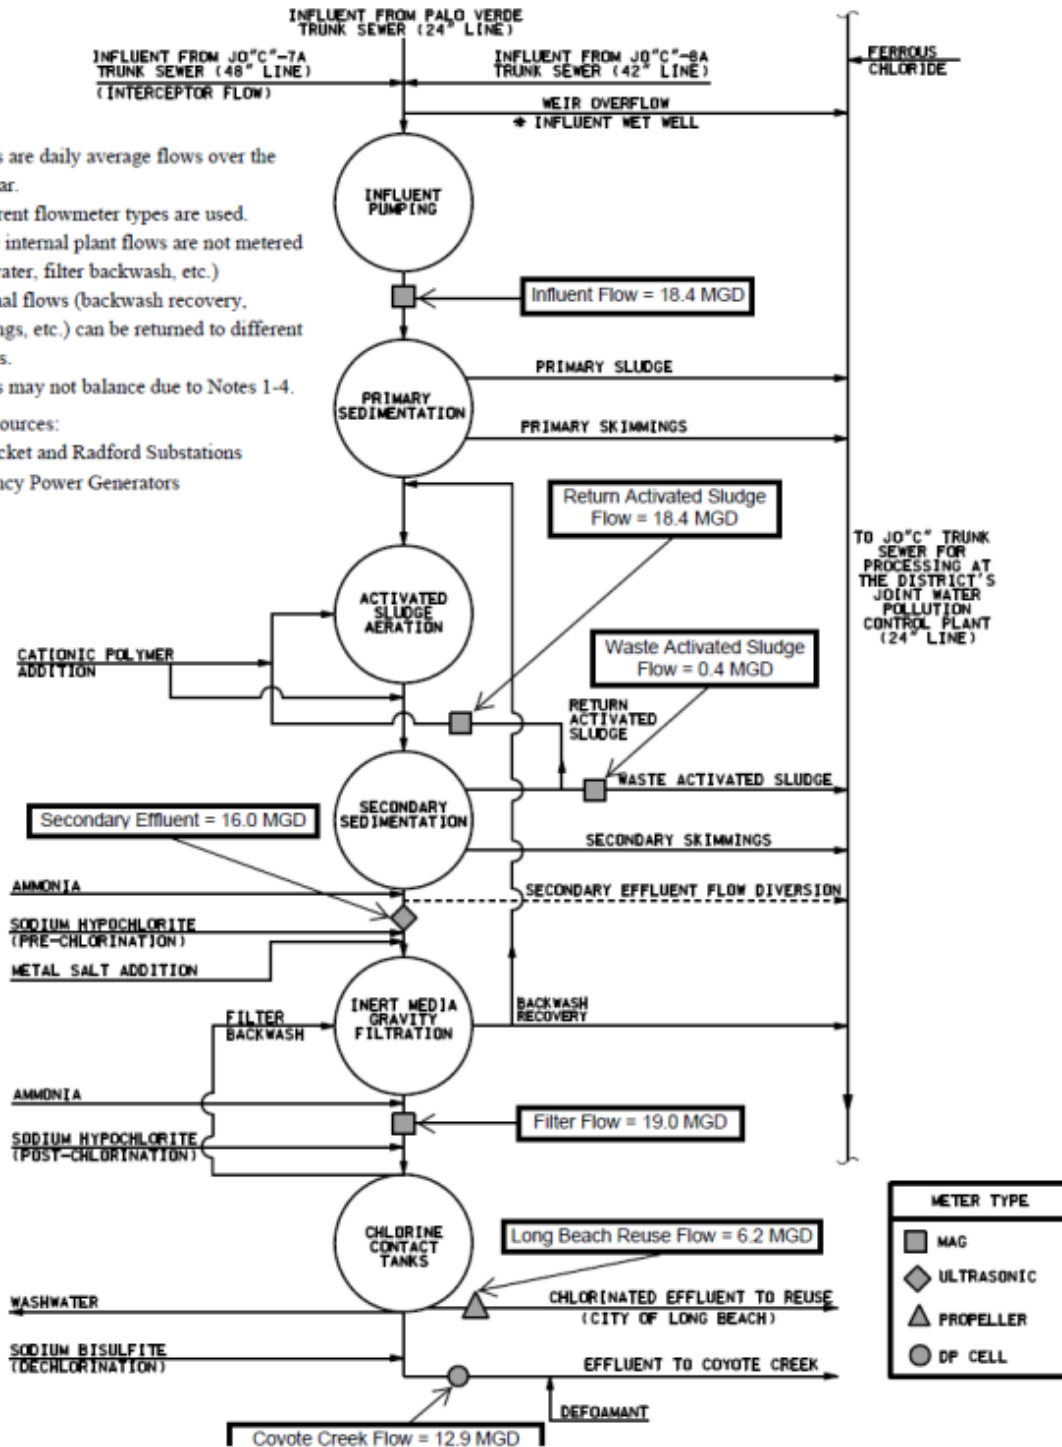 INFLUENT FROM PALO VERDE
TRUNK SEWER (24" LINE)
INFLUENT FROM JO"C"-7A
TRUNK SEWER (48" LINE)
(INTERCEPTOR FLOW)
INFLUENT FROM JO"C"-8A
TRUNK SEWER (42" LINE)
FERROUS
CHLORIDE
WEIR OVERFLOW
* INFLUENT WET WELL
s are daily average flows over the
ar.
rent flowmeter types are used.
internal plant flows are not metered
ater, filter backwash, etc.)
nal flows (backwash recovery,
ngs, etc.) can be returned to different
s.
s may not balance due to Notes 1-4.
ources:
cket and Radford Substations
ncy Power Generators
INFLUENT
PUMPING
Influent Flow = 18.4 MGD
PRIMARY
SEDIMENTATION
PRIMARY SLUDGE
PRIMARY SKIMMINGS
Return Activated Sludge
Flow = 18.4 MGD
TO JO"C" TRUNK
SEWER FOR
PROCESSING AT
THE DISTRICT'S
JOINT WATER
POLLUTION
CONTROL PLANT
(24" LINE)
ACTIVATED
SLUDGE
AERATION
CATIONIC POLYMER
ADDITION
Waste Activated Sludge
Flow = 0.4 MGD
RETURN
ACTIVATED
SLUDGE
WASTE ACTIVATED SLUDGE
SECONDARY
SEDIMENTATION
Secondary Effluent = 16.0 MGD
SECONDARY SKIMMINGS
AMMONIA
SECONDARY EFFLUENT FLOW DIVERSION
SODIUM HYPOCHLORITE
(PRE-CHLORINATION)
METAL SALT ADDITION
INERT MEDIA
GRAVITY
FILTRATION
FILTER
BACKWASH
BACKWASH
RECOVERY
AMMONIA
SODIUM HYPOCHLORITE
(POST-CHLORINATION)
Filter Flow = 19.0 MGD
CHLORINE
CONTACT
TANKS
Long Beach Reuse Flow = 6.2 MGD
WASHWATER
CHLORINATED EFFLUENT TO REUSE
(CITY OF LONG BEACH)
SODIUM BISULFITE
(DECHLORINATION)
EFFLUENT TO COYOTE CREEK
DEFOAMANT
Coyote Creek Flow = 12.9 MGD
METER TYPE
MAG
ULTRASONIC
PROPELLER
DP CELL